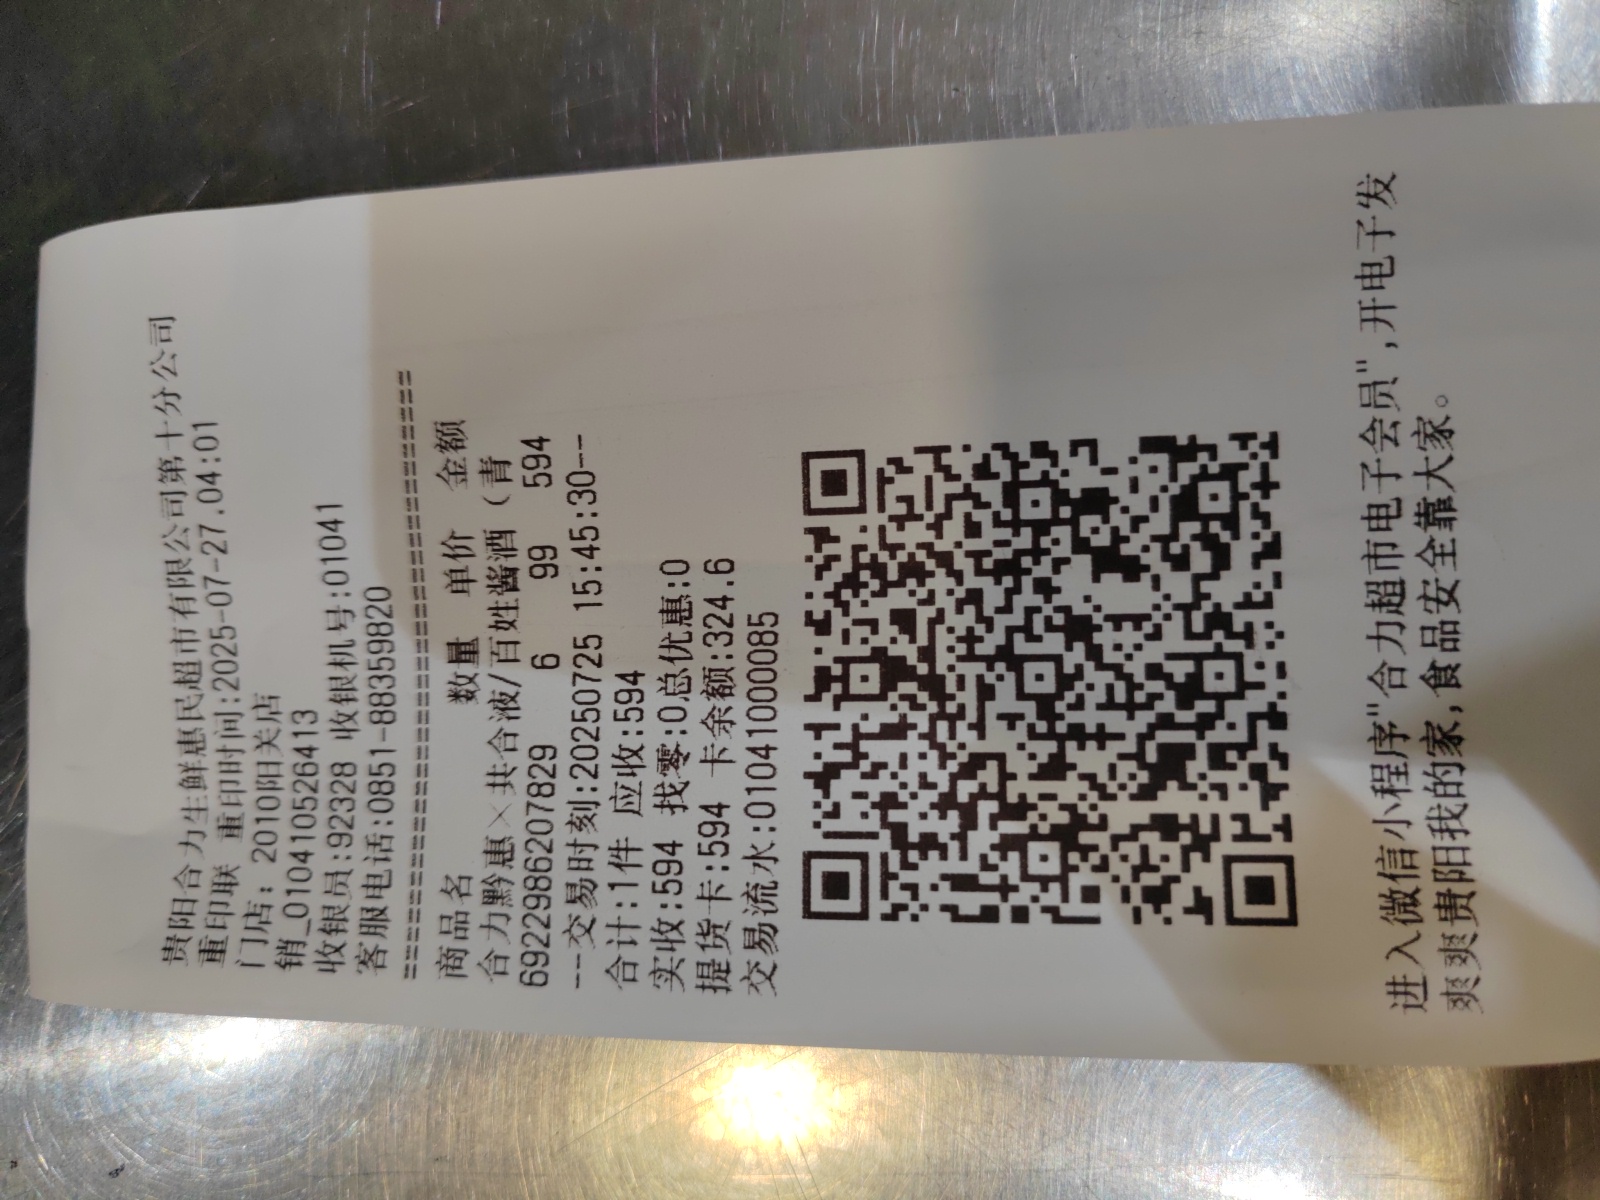 贵阳合力生鲜惠民超市有限公司第十分公司
重印联 重印时间:2025-07-27.04:01
门店: 2010阳关店
销_010410526413
收银员:92328 收银机号:01041
客服电话:0851-88359820
========================================
商品名 数量 单价 金额
合力黔惠×共合液/百姓酱酒（青
6922986207829 6 99 594
--交易时刻:20250725 15:45:30--
合计:1件 应收:594
实收:594 找零:0总优惠:0
提货卡:594 卡余额:324.6
交易流水:010410000085
进入微信小程序"合力超市电子会员",开电子发
爽爽贵阳我的家,食品安全靠大家。